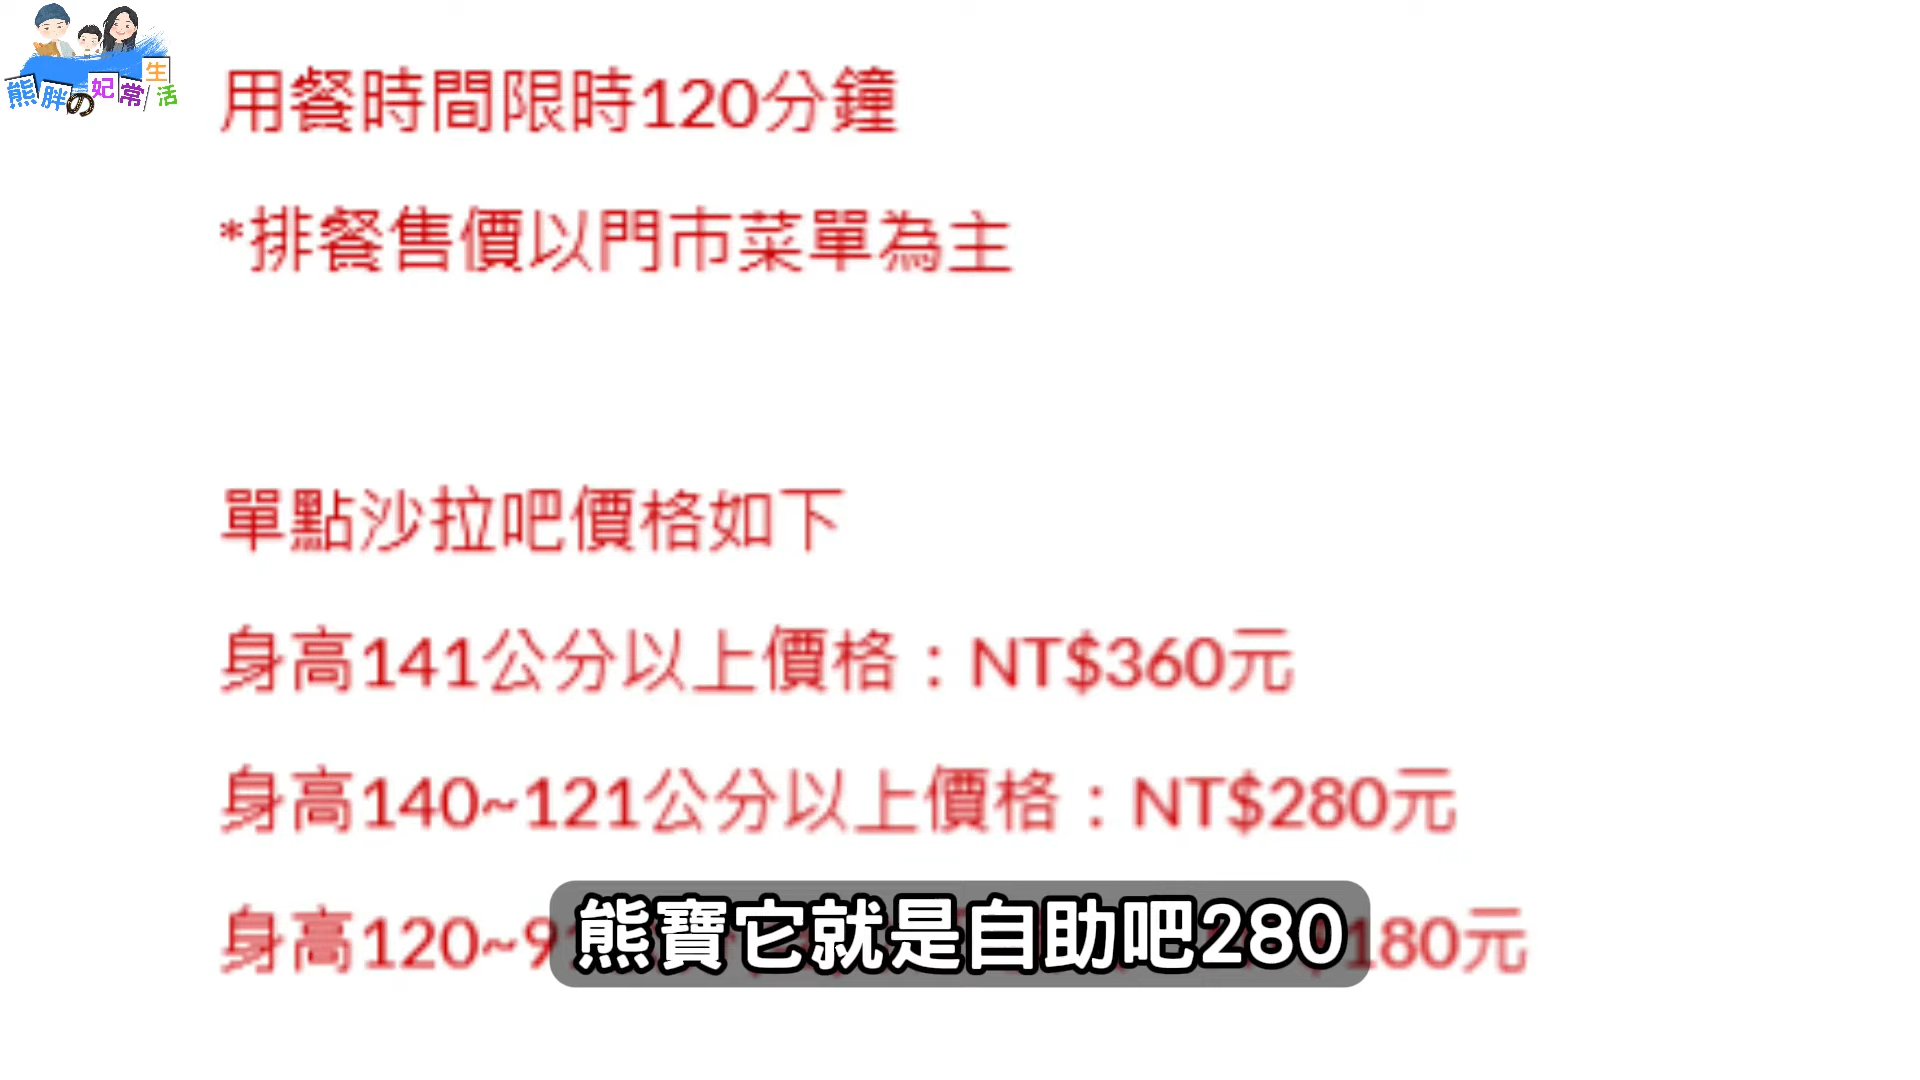 熊胖の妃常生活
用餐時間限時120分鐘
*排餐售價以門市菜單為主
單點沙拉吧價格如下
身高141公分以上價格：NT$360元
身高140~121公分以上價格：NT$280元
身高120~9
180元
熊寶它就是自助吧280